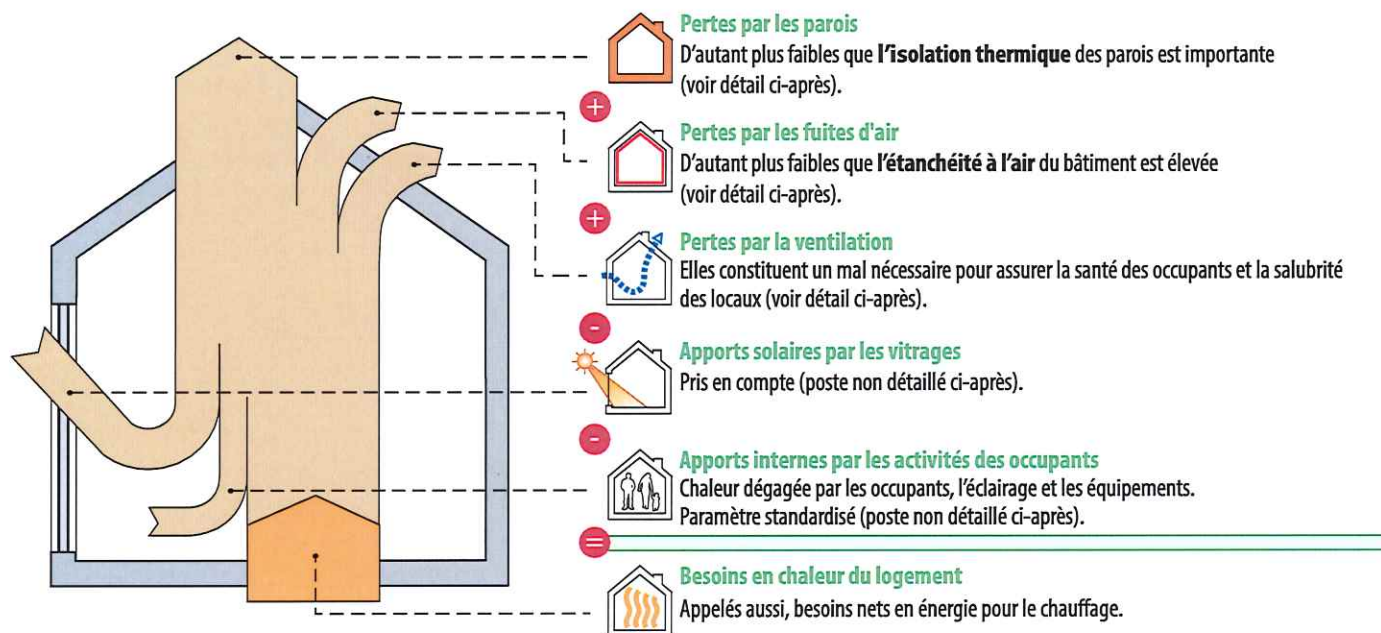 Pertes par les parois
D'autant plus faibles que l'isolation thermique des parois est importante
(voir détail ci-après).
+
Pertes par les fuites d'air
D'autant plus faibles que l'étanchéité à l'air du bâtiment est élevée
(voir détail ci-après).
+
Pertes par la ventilation
Elles constituent un mal nécessaire pour assurer la santé des occupants et la salubrité
des locaux (voir détail ci-après).
-
Apports solaires par les vitrages
Pris en compte (poste non détaillé ci-après).
-
Apports internes par les activités des occupants
Chaleur dégagée par les occupants, l'éclairage et les équipements.
Paramètre standardisé (poste non détaillé ci-après).
=
Besoins en chaleur du logement
Appelés aussi, besoins nets en énergie pour le chauffage.